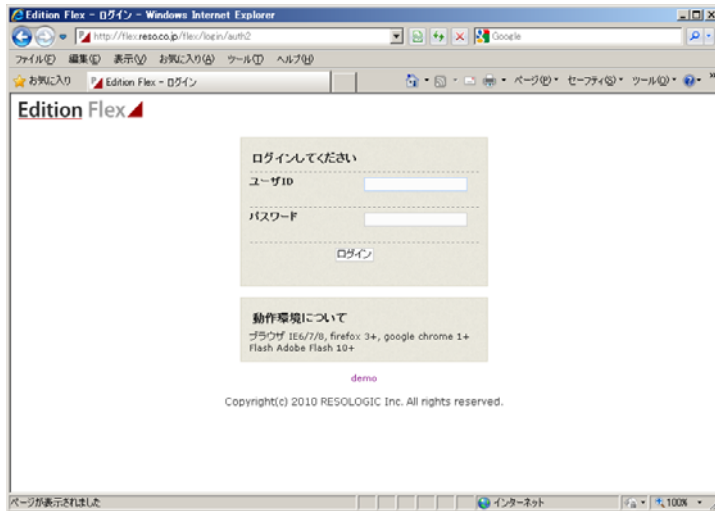 Edition Flex - ログイン - Windows Internet Explorer
http://flex.reso.co.jp/flex/login/auth2
Google
ファイル(F) 編集(E) 表示(V) お気に入り(A) ツール(T) ヘルプ(H)
お気に入り Edition Flex - ログイン ページ(P) セーフティ(S) ツール(O)
Edition Flex
ログインしてください
ユーザID
パスワード
ログイン
動作環境について
ブラウザ IE6/7/8, firefox 3+, google chrome 1+
Flash Adobe Flash 10+
demo
Copyright(c) 2010 RESOLOGIC Inc. All rights reserved.
ページが表示されました インターネット 100%